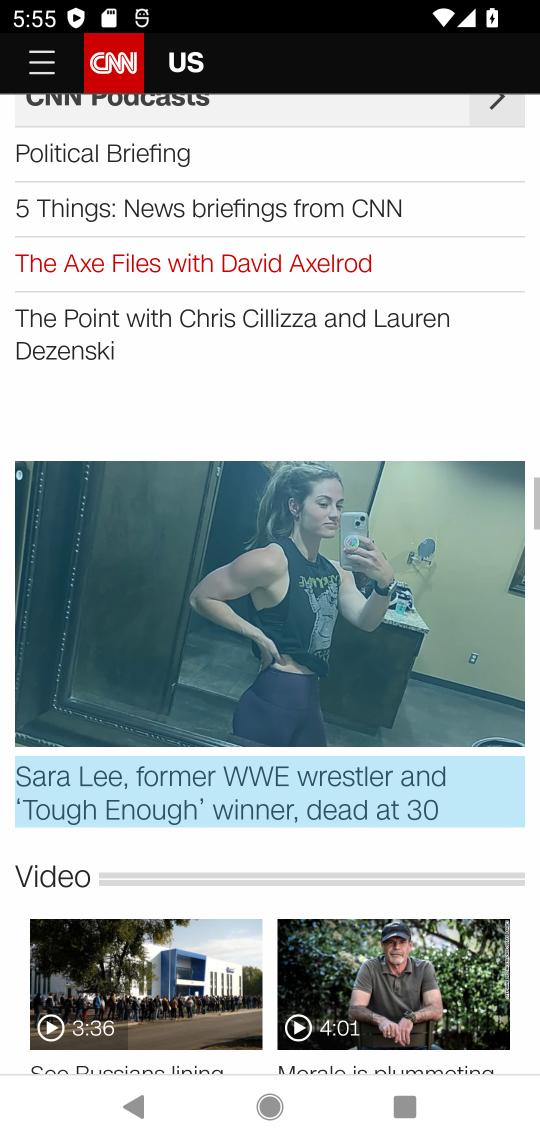 5:55
CNN US
CNN Podcasts
Political Briefing
5 Things: News briefings from CNN
The Axe Files with David Axelrod
The Point with Chris Cillizza and Lauren
Dezenski
Sara Lee, former WWE wrestler and
‘Tough Enough’ winner, dead at 30
Video
3:36
4:01
See Russians lining
Morale is plummeting